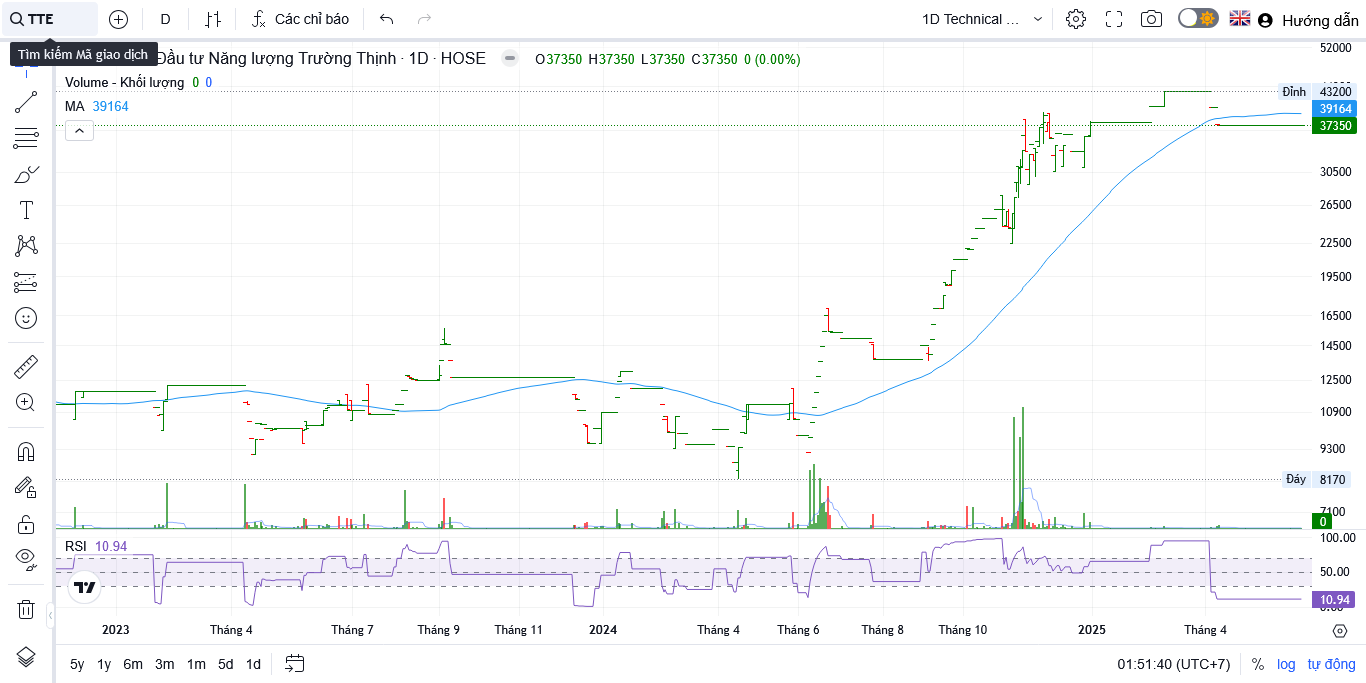 TTE
D
Các chỉ báo
1D Technical ...
Hướng dẫn
Tìm kiếm Mã giao dịch
Đầu tư Năng lượng Trường Thịnh · 1D · HOSE
O37350 H37350 L37350 C37350 0 (0.00%)
Volume - Khối lượng 0 0
MA 39164
52000
Đỉnh 43200
39164
37350
30500
26500
22500
19500
16500
14500
12500
10900
9300
Đáy 8170
7100
0
RSI 10.94
100.00
50.00
10.94
0.00
2023
Tháng 4
Tháng 7
Tháng 9
Tháng 11
2024
Tháng 4
Tháng 6
Tháng 8
Tháng 10
2025
Tháng 4
5y 1y 6m 3m 1m 5d 1d
01:51:40 (UTC+7)
% log tự động